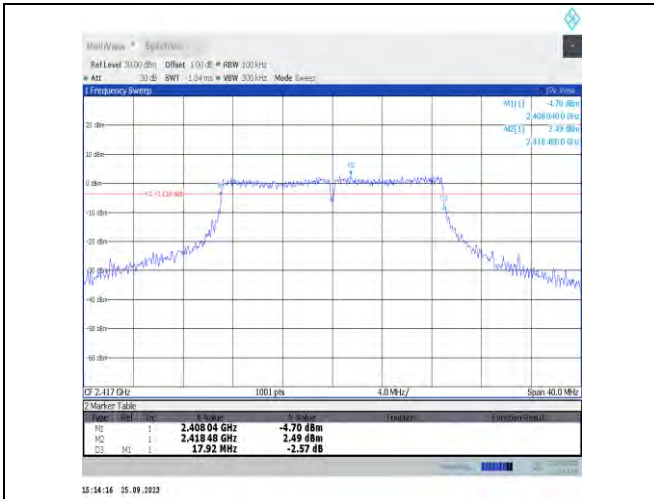 MultiView Spectrum
Ref Level 20.00 dBm Offset 1.00 dB RBW 100 kHz
Att 30 dB SWT 1.04 ms VBW 300 kHz Mode Sweep
1 Frequency Sweep 1Pk View
M1[1] -4.70 dBm
2.4080400 GHz
M2[1] 2.49 dBm
2.4184800 GHz
20 dBm
10 dBm
0 dBm
-10 dBm
-20 dBm
-30 dBm
-40 dBm
-50 dBm
-60 dBm
CF 2.417 GHz 1001 pts 4.0 MHz/ Span 40.0 MHz
2 Marker Table
Type Ref Trc X-Value Y-Value Function Function Result
M1 1 2.408 04 GHz -4.70 dBm
M2 1 2.418 48 GHz 2.49 dBm
D3 M1 1 17.92 MHz -2.57 dB
15:14:16 25.09.2023